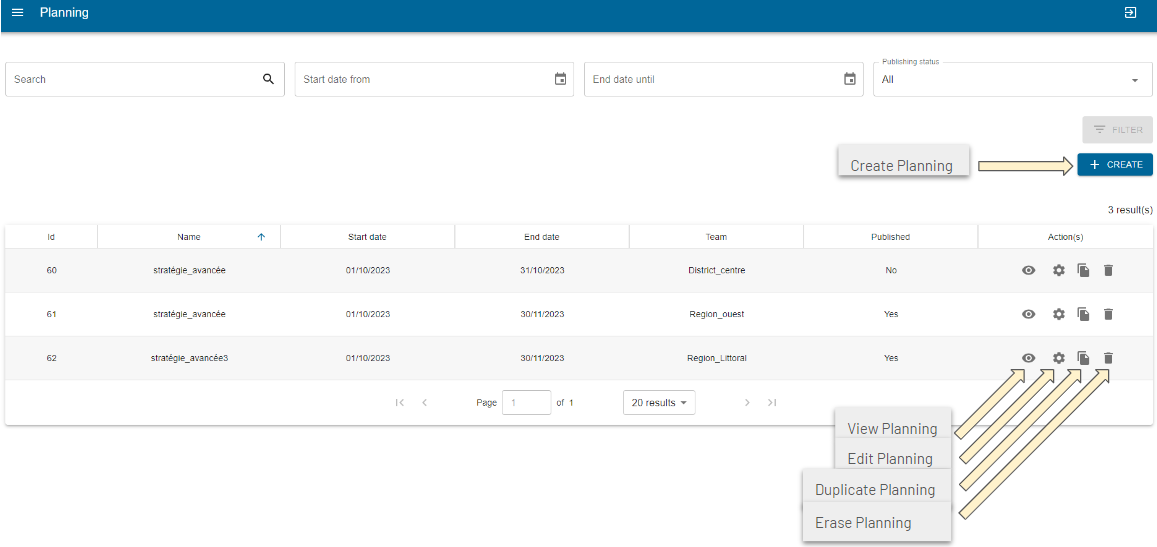 Planning
Publishing status
Search Start date from End date until All
FILTER
Create Planning CREATE
3 result(s)
Id Name Start date End date Team Published Action(s)
60 stratégie_avancée 01/10/2023 31/10/2023 District_centre No
61 stratégie_avancée 01/10/2023 30/11/2023 Region_ouest Yes
62 stratégie_avancée3 01/10/2023 30/11/2023 Region_Littoral Yes
Page 1 of 1 20 results
View Planning
Edit Planning
Duplicate Planning
Erase Planning